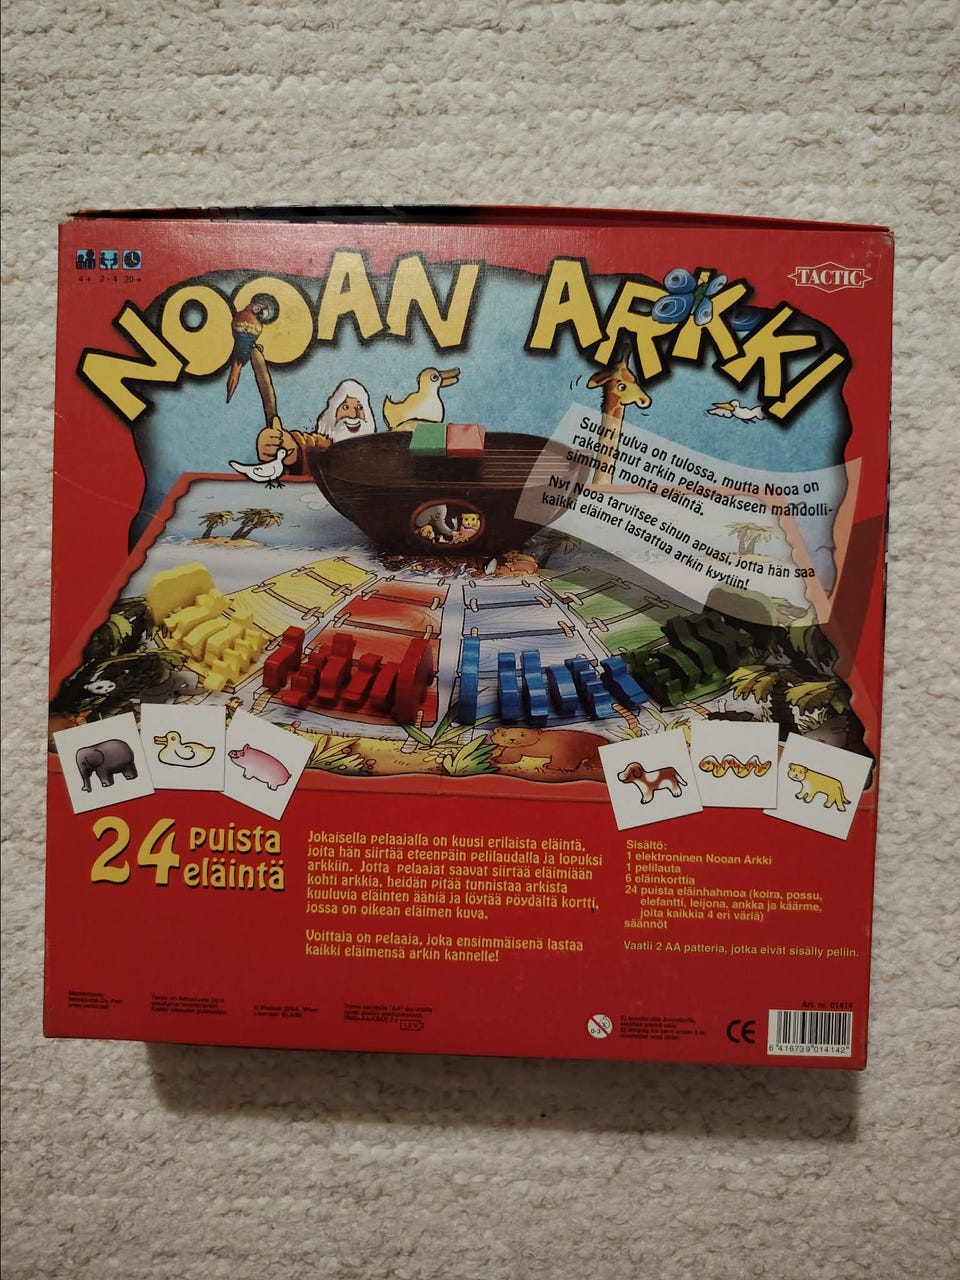 4+ 2-4 20+
NOOAN ARKKI
TACTIC
Suuri tulva on tulossa, mutta Nooa on
rakentanut arkin pelastaakseen mahdolli-
simman monta eläintä.
Nyt Nooa tarvitsee sinun apuasi, jotta hän saa
kaikki eläimet lastattua arkin kyytiin!
24 puista
eläintä
Jokaisella pelaajalla on kuusi erilaista eläintä,
joita hän siirtää eteenpäin pelilaudalla ja lopuksi
arkkiin. Jotta pelaajat saavat siirtää eläimiään
kohti arkkia, heidän pitää tunnistaa arkista
kuuluvia eläinten ääniä ja löytää pöydältä kortti,
jossa on oikean eläimen kuva.
Voittaja on pelaaja, joka ensimmäisenä lastaa
kaikki eläimensä arkin kannelle!
Sisältö:
1 elektroninen Nooan Arkki
1 pelilauta
6 eläinkorttia
24 puista eläinhahmoa (koira, possu,
elefantti, leijona, ankka ja käärme,
joita kaikkia 4 eri väriä)
säännöt
Vaatii 2 AA patteria, jotka eivät sisälly peliin.
www.tactic.net
0-3
CE
Art. nr. 01414
6 416739 014142